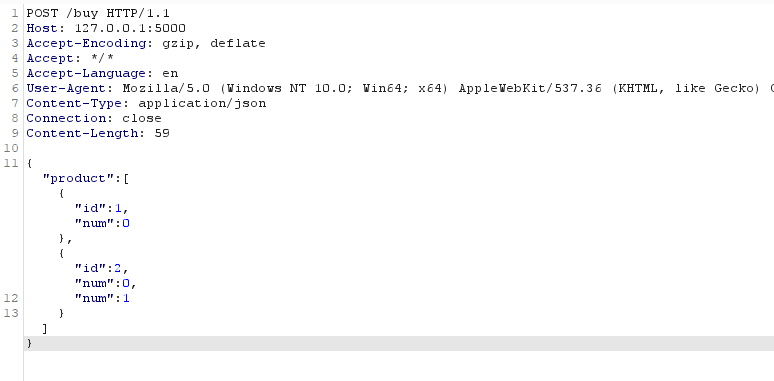 1 POST /buy HTTP/1.1
2 Host: 127.0.0.1:5000
3 Accept-Encoding: gzip, deflate
4 Accept: */*
5 Accept-Language: en
6 User-Agent: Mozilla/5.0 (Windows NT 10.0; Win64; x64) AppleWebKit/537.36 (KHTML, like Gecko)
7 Content-Type: application/json
8 Connection: close
9 Content-Length: 59
10
11 {
"product":[
{
"id":1,
"num":0
},
{
"id":2,
"num":0,
12 "num":1
13 }
]
}